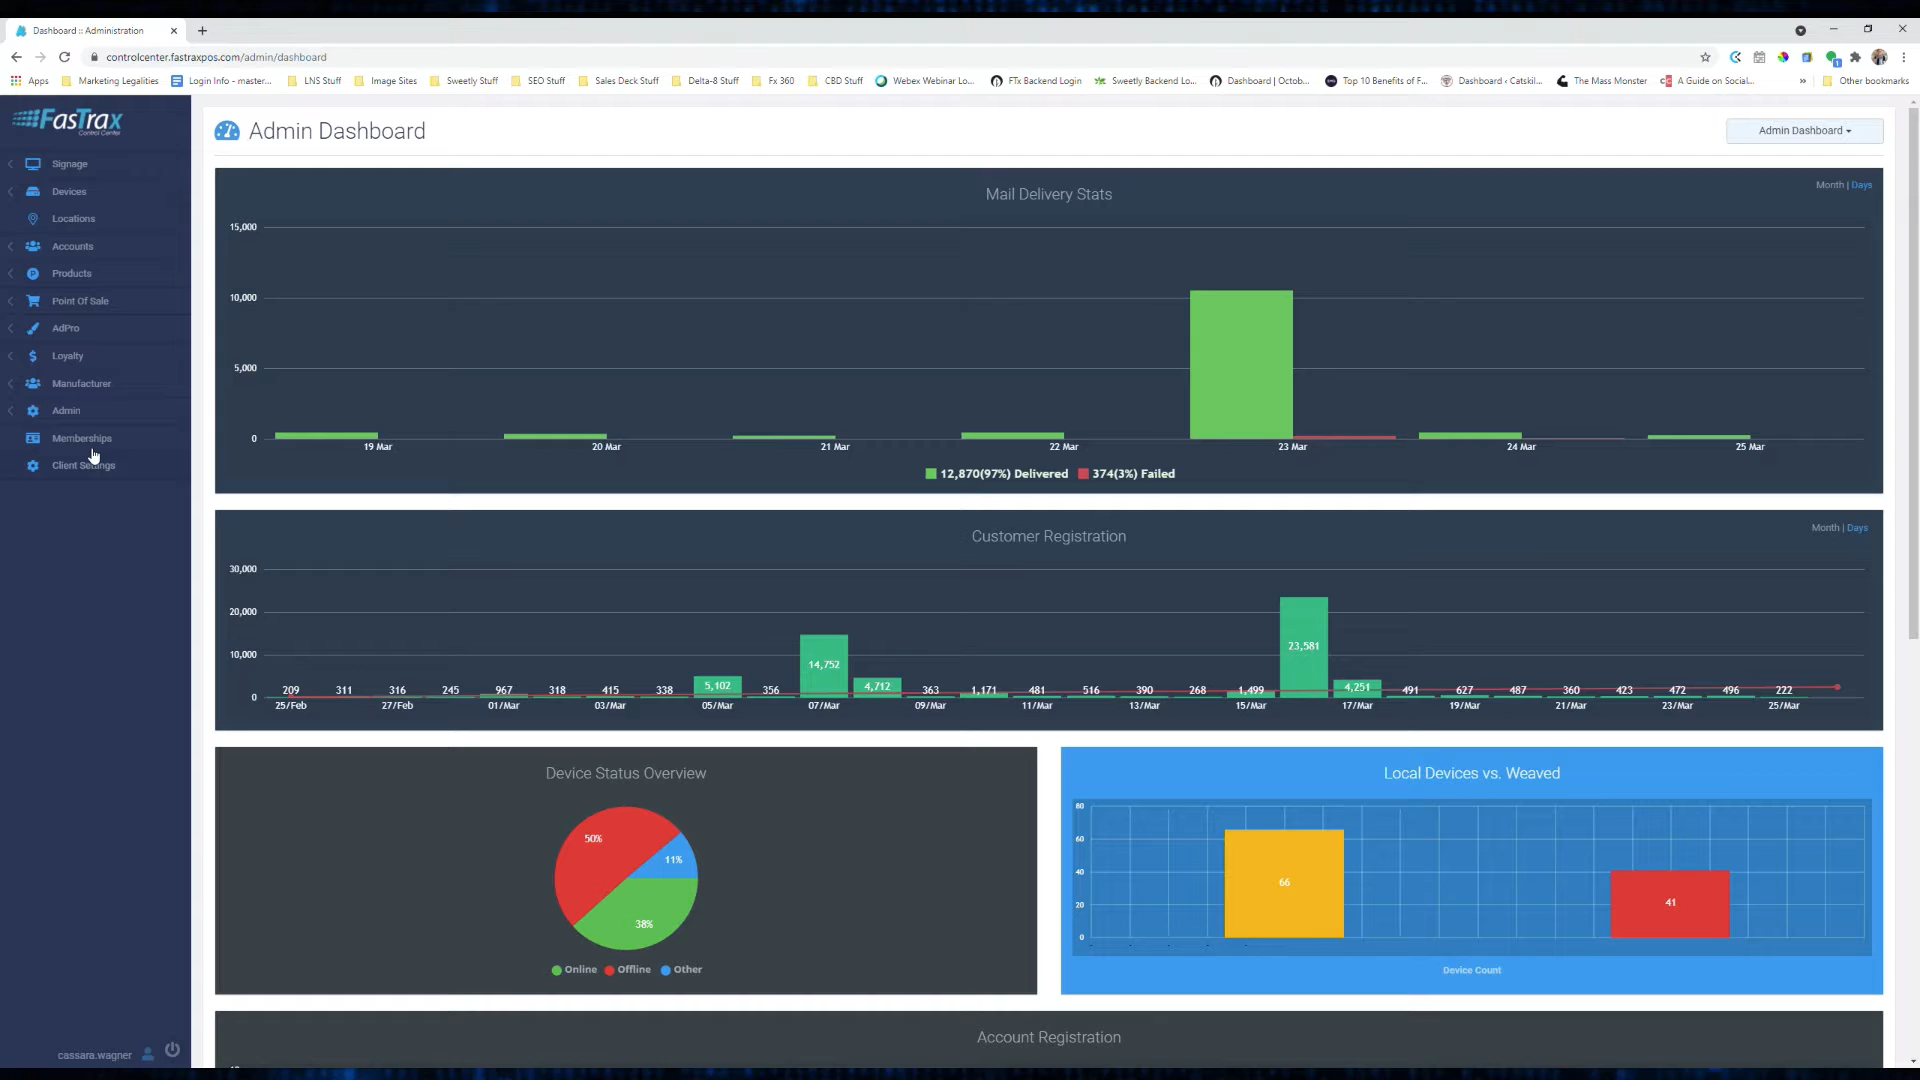 Dashboard :: Administration
controlcenter.fastraxpos.com/admin/dashboard
Apps Marketing Legalities Login Info - master... LNS Stuff Image Sites Sweetly Stuff SEO Stuff Sales Deck Stuff Delta-8 Stuff Fx 360 CBD Stuff Webex Webinar Lo... FTx Backend Login Sweetly Backend Lo... Dashboard | Octob... Top 10 Benefits of F... Dashboard ‹ Catskil... The Mass Monster A Guide on Social... » Other bookmarks
FasTrax
Control Center
Signage
Devices
Locations
Accounts
Products
Point Of Sale
AdPro
Loyalty
Manufacturer
Admin
Memberships
Client Settings
cassara.wagner
Admin Dashboard
Admin Dashboard
Mail Delivery Stats
Month | Days
15,000
10,000
5,000
0
19 Mar 20 Mar 21 Mar 22 Mar 23 Mar 24 Mar 25 Mar
12,870(97%) Delivered 374(3%) Failed
Customer Registration
Month | Days
30,000
20,000
10,000
0
209 311 316 245 967 318 415 338 5,102 356 14,752 4,712 363 1,171 481 516 390 268 1,499 23,581 4,251 491 627 487 360 423 472 496 222
25/Feb 27/Feb 01/Mar 03/Mar 05/Mar 07/Mar 09/Mar 11/Mar 13/Mar 15/Mar 17/Mar 19/Mar 21/Mar 23/Mar 25/Mar
Device Status Overview
50%
11%
38%
Online Offline Other
Local Devices vs. Weaved
80
60
40
20
0
66
41
Device Count
Account Registration